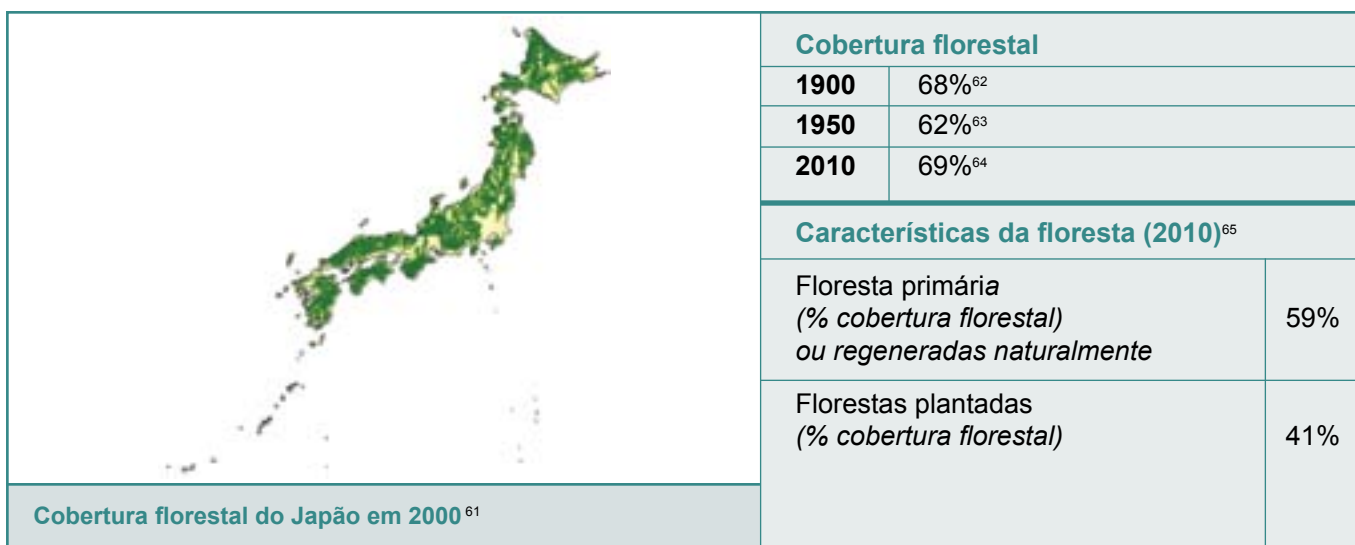 Cobertura florestal do Japão em 2000 61
Cobertura florestal
1900 68%62
1950 62%63
2010 69%64
Características da floresta (2010)65
Floresta primária
(% cobertura florestal)
ou regeneradas naturalmente
59%
Florestas plantadas
(% cobertura florestal)
41%